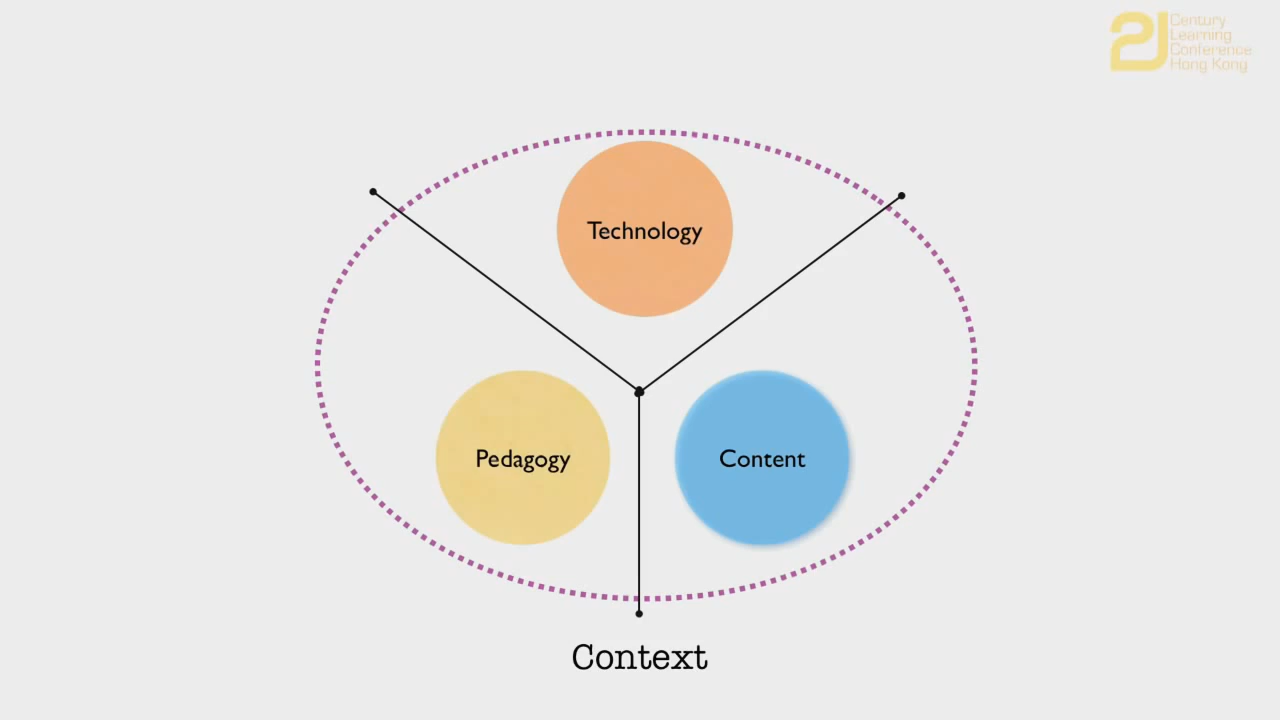 21 Century
Learning
Conference
Hong Kong
Technology
Pedagogy
Content
Context